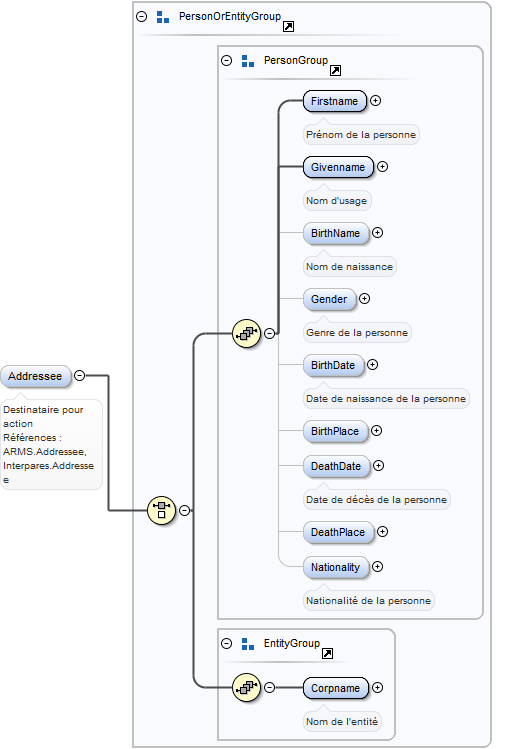 PersonOrEntityGroup
PersonGroup
Firstname
Prénom de la personne
Givenname
Nom d'usage
BirthName
Nom de naissance
Gender
Genre de la personne
BirthDate
Date de naissance de la personne
BirthPlace
DeathDate
Date de décès de la personne
DeathPlace
Nationality
Nationalité de la personne
Addressee
Destinataire pour
action
Références :
ARMS.Addressee,
Interpares.Addresse
e
EntityGroup
Corpname
Nom de l'entité